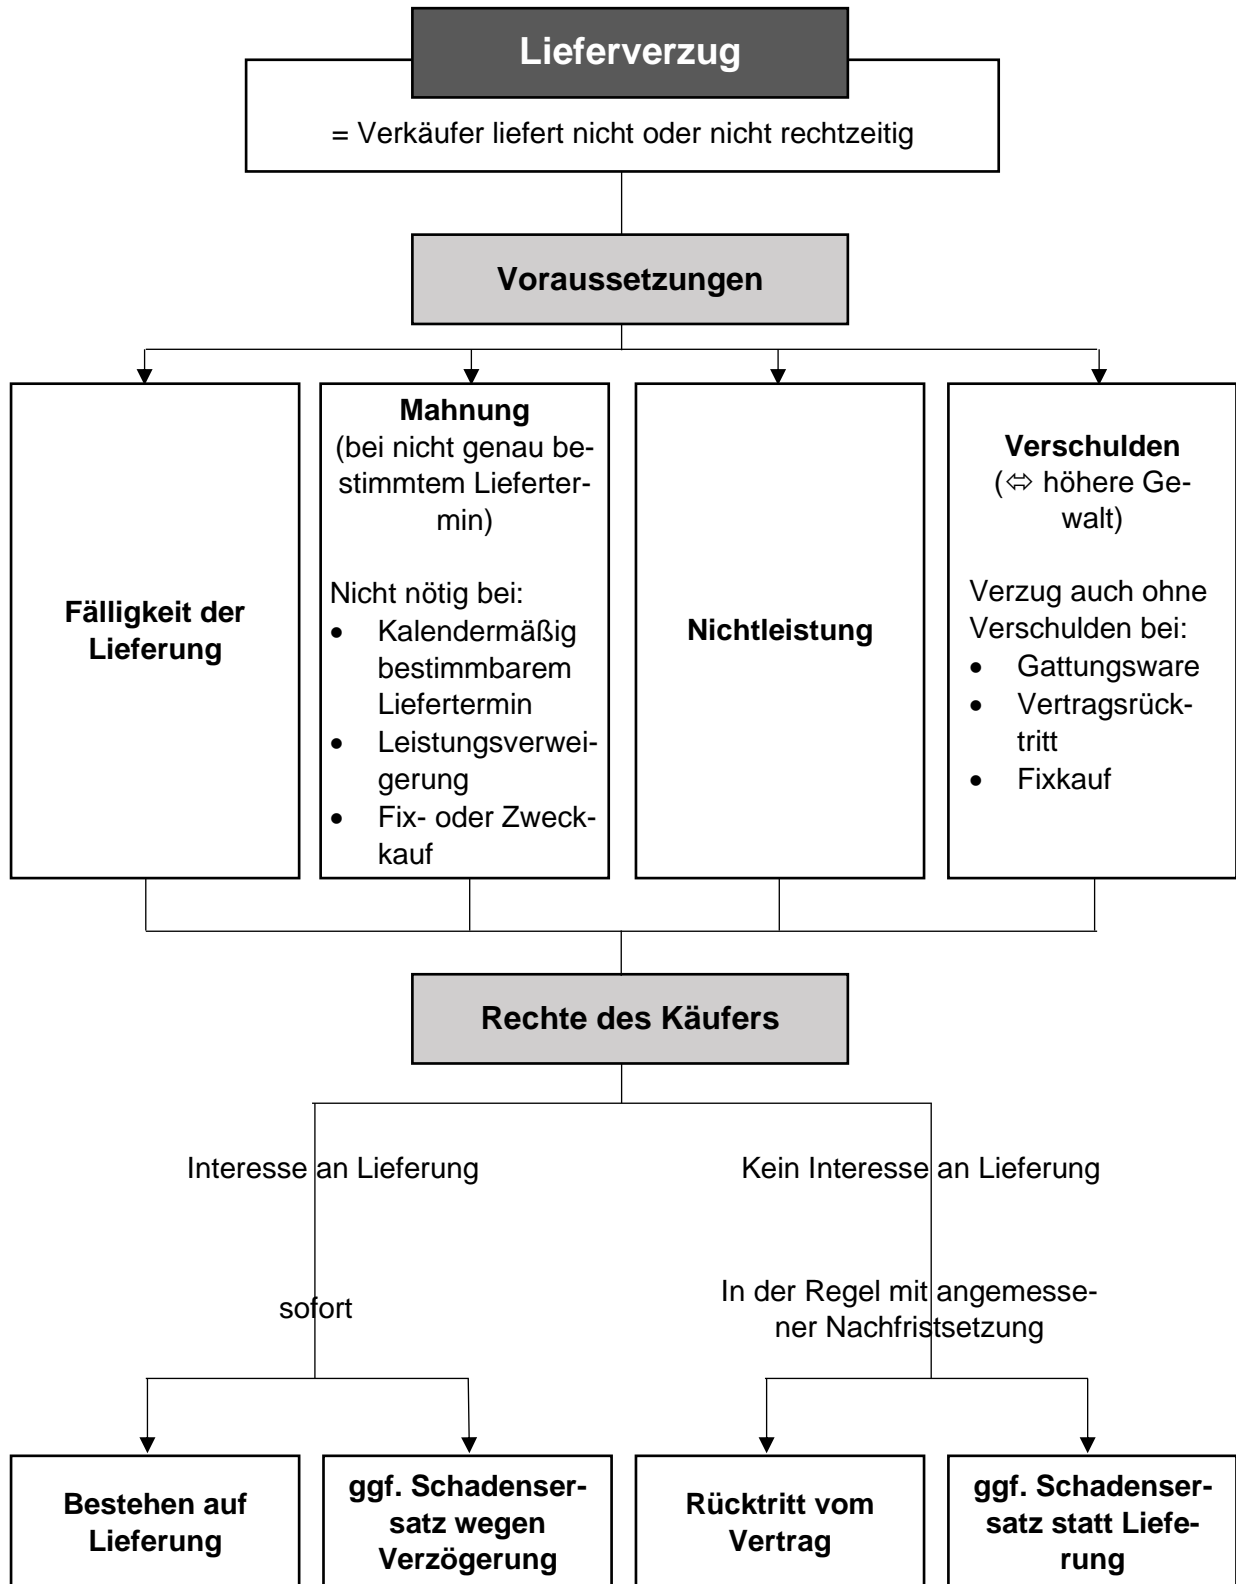 Lieferverzug
= Verkäufer liefert nicht oder nicht rechtzeitig
Voraussetzungen
Fälligkeit der
Lieferung
Mahnung
(bei nicht genau be-
stimmtem Liefertер-
min)
Nicht nötig bei:
• Kalendermäßig
bestimmbarem
Liefertermin
• Leistungsverwei-
gerung
• Fix- oder Zweck-
kauf
Nichtleistung
Verschulden
(⇔ höhere Ge-
walt)
Verzug auch ohne
Verschulden bei:
• Gattungsware
• Vertragsrück-
tritt
• Fixkauf
Rechte des Käufers
Interesse an Lieferung
sofort
Kein Interesse an Lieferung
In der Regel mit angemesse-
ner Nachfristsetzung
Bestehen auf
Lieferung
ggf. Schadenser-
satz wegen
Verzögerung
Rücktritt vom
Vertrag
ggf. Schadenser-
satz statt Liefe-
rung